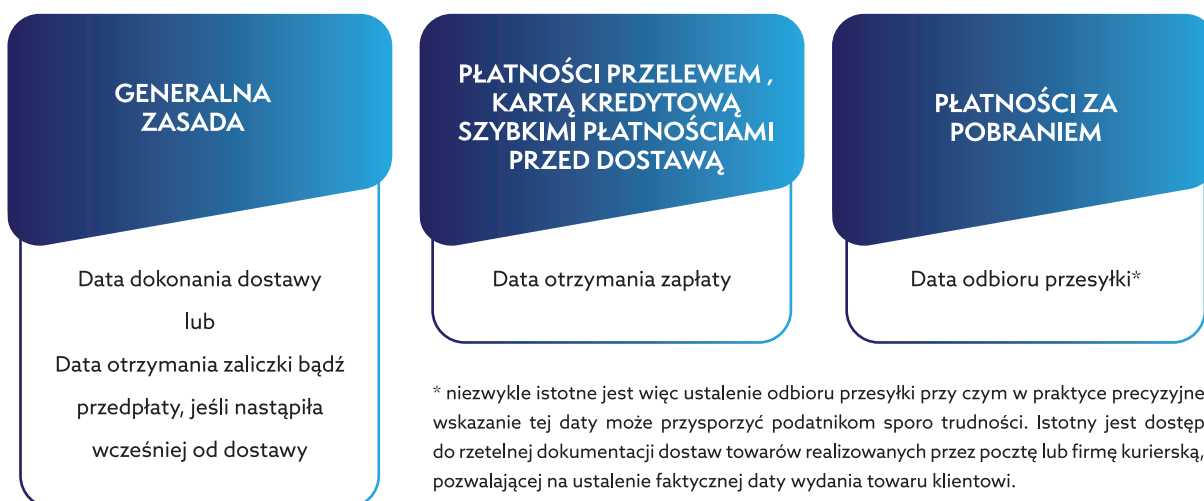 GENERALNA
ZASADA
Data dokonania dostawy
lub
Data otrzymania zaliczki bądź
przedpłaty, jeśli nastąpiła
wcześniej od dostawy
PŁATNOŚCI PRZELEWEM ,
KARTĄ KREDYTOWĄ
SZYBKIMI PŁATNOŚCIAMI
PRZED DOSTAWĄ
Data otrzymania zapłaty
PŁATNOŚCI ZA
POBRANIEM
Data odbioru przesyłki*
* niezwykle istotne jest więc ustalenie odbioru przesyłki przy czym w praktyce precyzyjne
wskazanie tej daty może przysporzyć podatnikom sporo trudności. Istotny jest dostęp
do rzetelnej dokumentacji dostaw towarów realizowanych przez pocztę lub firmę kurierską,
pozwalającej na ustalenie faktycznej daty wydania towaru klientowi.